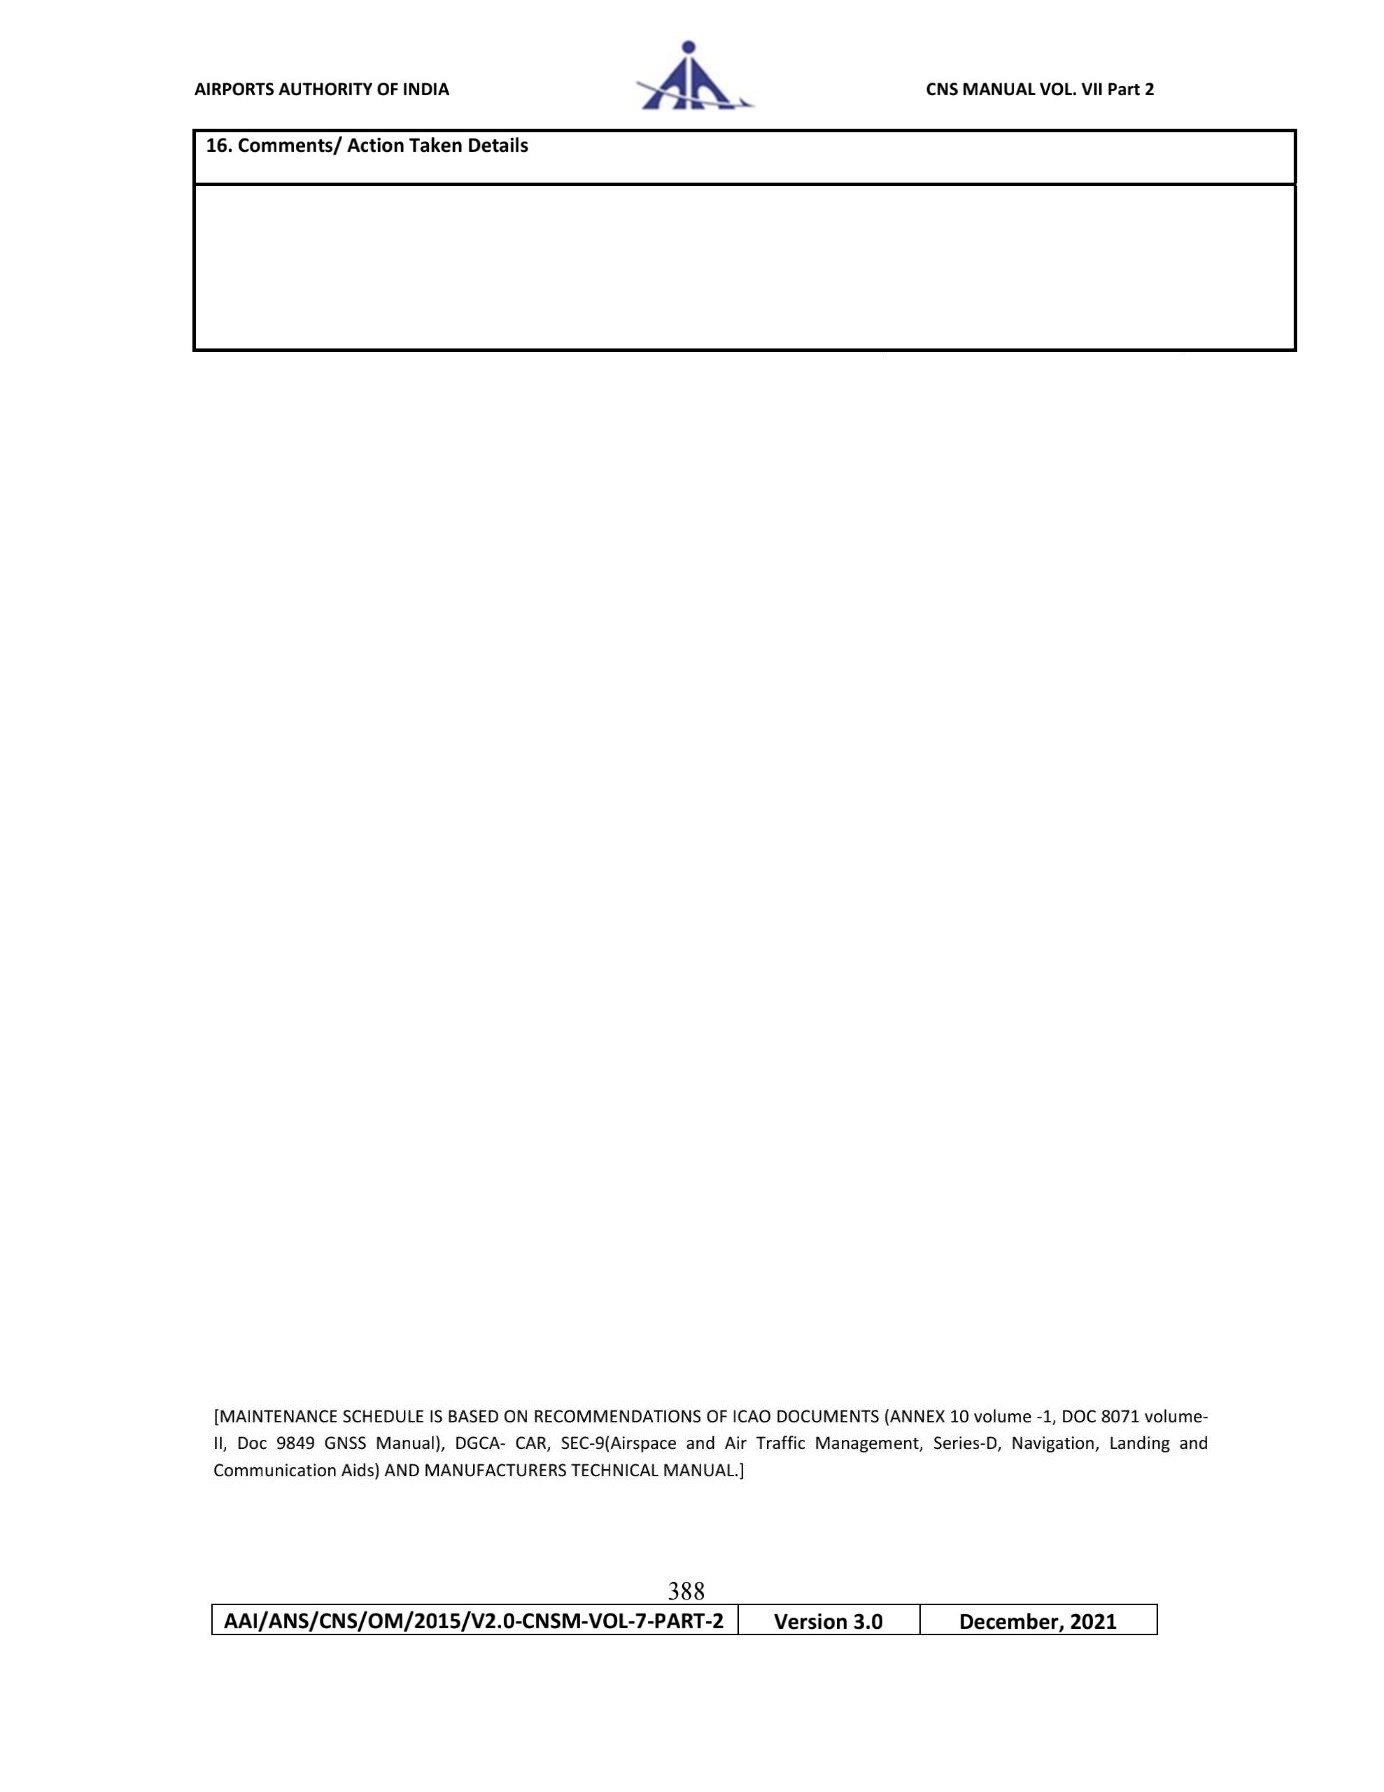 AIRPORTS AUTHORITY OF INDIA
CNS MANUAL VOL. VII Part 2
16. Comments/ Action Taken Details
[MAINTENANCE SCHEDULE IS BASED ON RECOMMENDATIONS OF ICAO DOCUMENTS (ANNEX 10 volume -1, DOC 8071 volume-
II, Doc 9849 GNSS Manual), DGCA- CAR, SEC-9(Airspace and Air Traffic Management, Series-D, Navigation, Landing and
Communication Aids) AND MANUFACTURERS TECHNICAL MANUAL.]
388
AAI/ANS/CNS/OM/2015/V2.0-CNSM-VOL-7-PART-2 Version 3.0 December, 2021